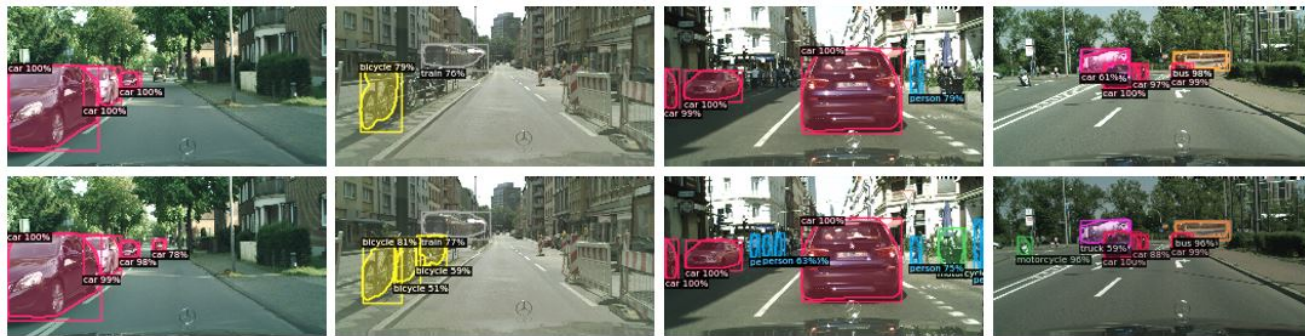 car 100%
car 100%
car 100%
bicycle 79%
train 76%
car 100%
car 100%
car 99%
person 79%
car 61%
car 100%
car 97%
bus 98%
car 99%
car 100%
car 98%
car 78%
car 99%
bicycle 81%
train 77%
bicycle 59%
bicycle 51%
car 100%
car 100%
car 100%
person 63%
person 75%
motorcycle 96%
truck 59%
car 100%
car 88%
bus 96%
car 99%